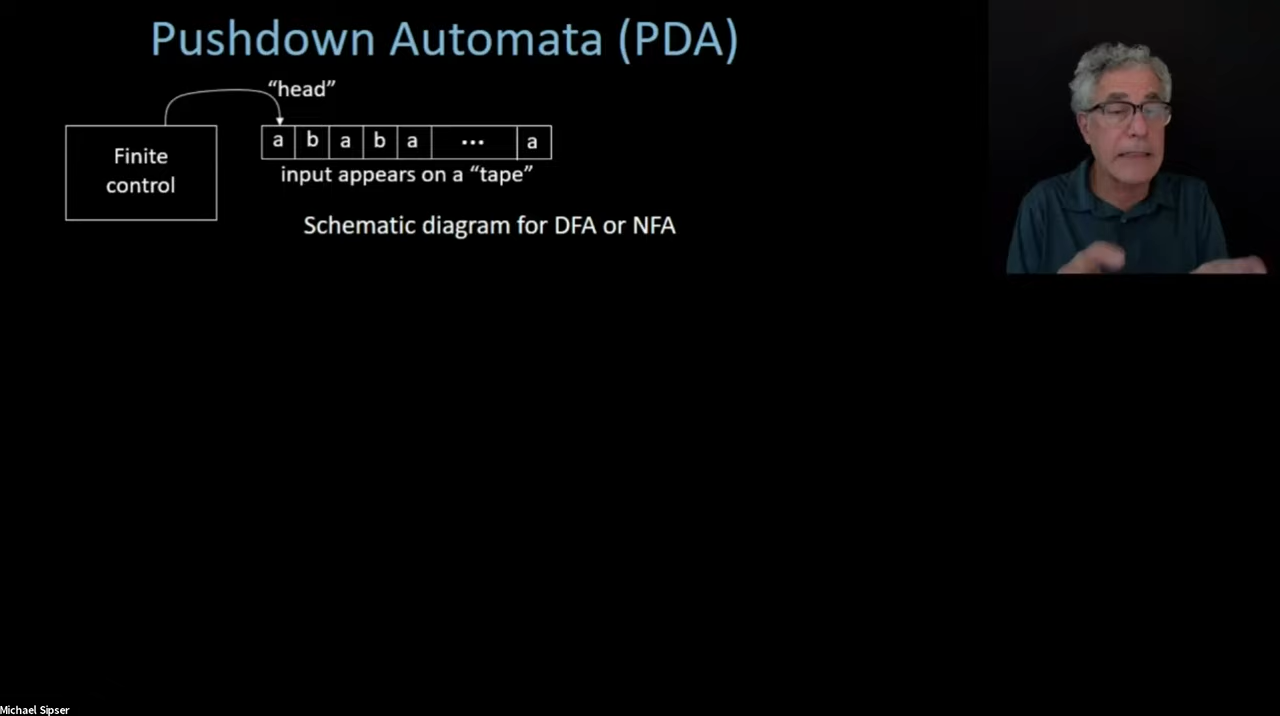 Pushdown Automata (PDA)
“head”
Finite
control
a b a b a ... a
input appears on a “tape”
Schematic diagram for DFA or NFA
Michael Sipser